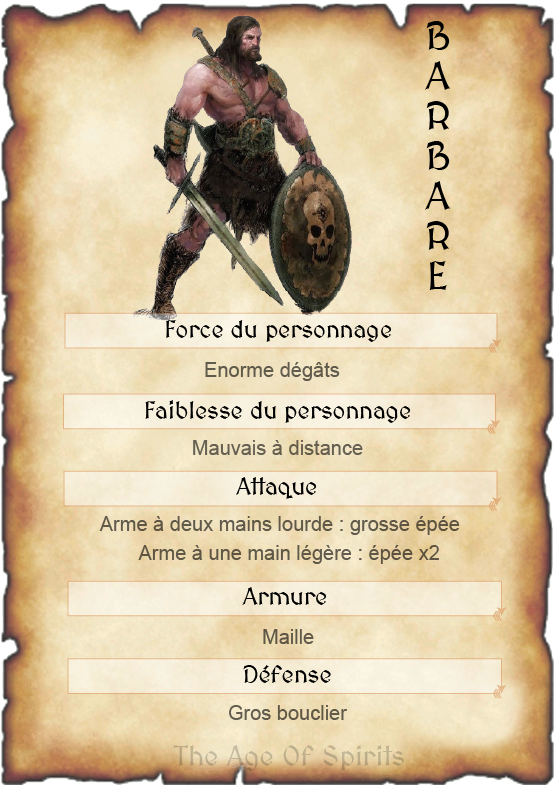 BARBARE
Force du personnage
Enorme dégâts
Faiblesse du personnage
Mauvais à distance
Attaque
Arme à deux mains lourde : grosse épée
Arme à une main légère : épée x2
Armure
Maille
Défense
Gros bouclier
The Age Of Spirits